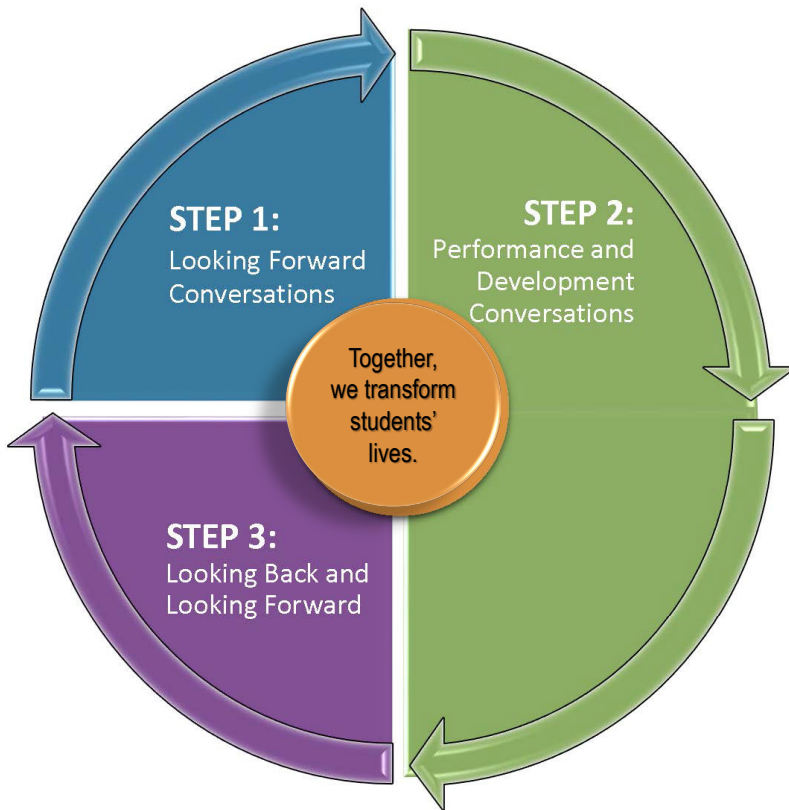 STEP 1:
Looking Forward
Conversations
STEP 2:
Performance and
Development
Conversations
Together,
we transform
students’
lives.
STEP 3:
Looking Back and
Looking Forward